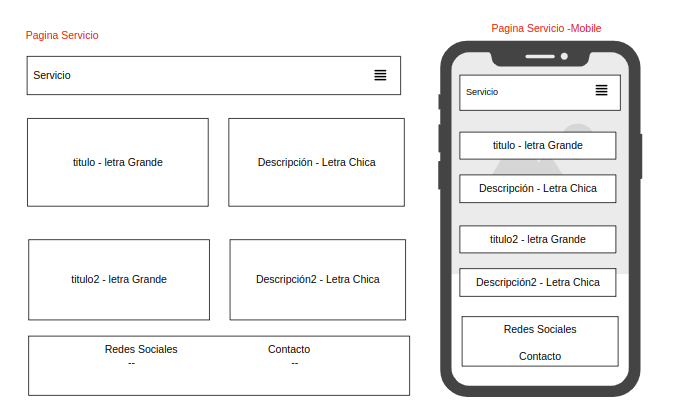 Pagina Servicio
Servicio
titulo - letra Grande
Descripción - Letra Chica
titulo2 - letra Grande
Descripción2 - Letra Chica
Redes Sociales
--
Contacto
--
Pagina Servicio -Mobile
Servicio
titulo - letra Grande
Descripción - Letra Chica
titulo2 - letra Grande
Descripción2 - Letra Chica
Redes Sociales
Contacto